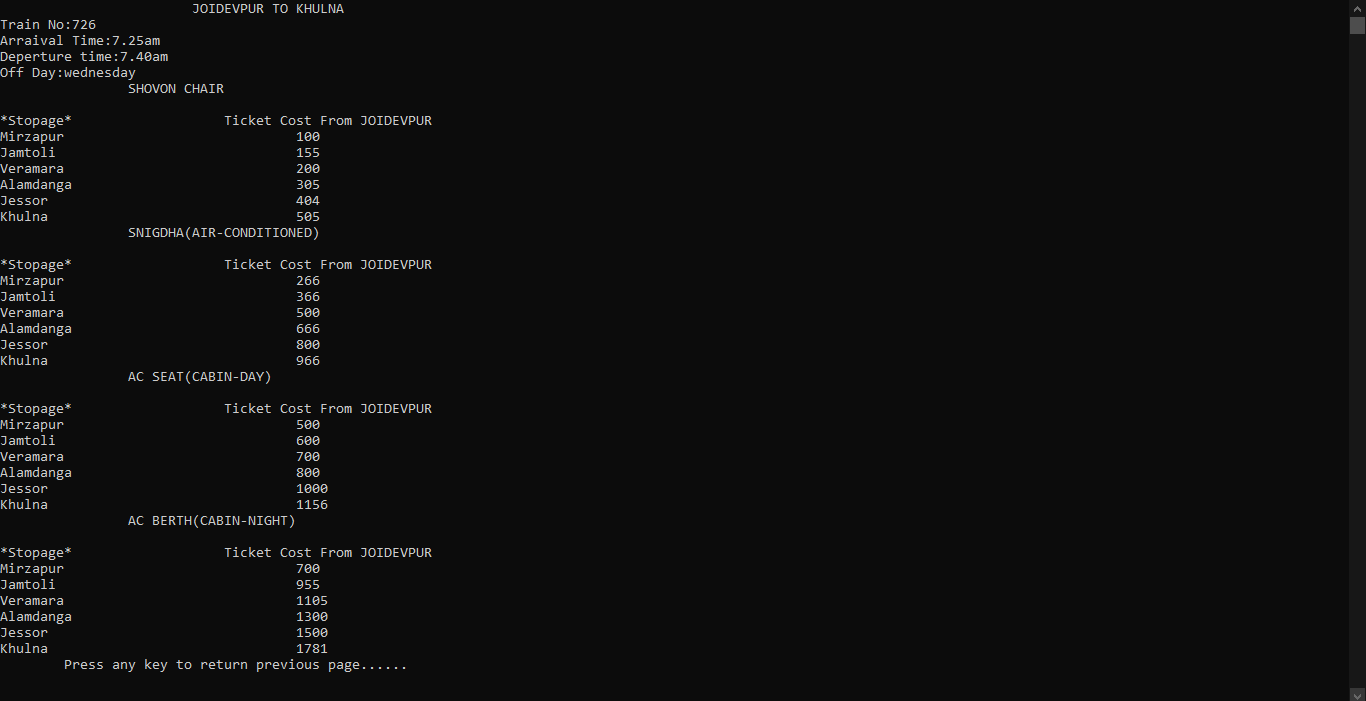 JOIDEVPUR TO KHULNA
Train No:726
Arraival Time:7.25am
Deperture time:7.40am
Off Day:wednesday
SHOVON CHAIR
*Stopage* Ticket Cost From JOIDEVPUR
Mirzapur 100
Jamtoli 155
Veramara 200
Alamdanga 305
Jessor 404
Khulna 505
SNIGDHA(AIR-CONDITIONED)
*Stopage* Ticket Cost From JOIDEVPUR
Mirzapur 266
Jamtoli 366
Veramara 500
Alamdanga 666
Jessor 800
Khulna 966
AC SEAT(CABIN-DAY)
*Stopage* Ticket Cost From JOIDEVPUR
Mirzapur 500
Jamtoli 600
Veramara 700
Alamdanga 800
Jessor 1000
Khulna 1156
AC BERTH(CABIN-NIGHT)
*Stopage* Ticket Cost From JOIDEVPUR
Mirzapur 700
Jamtoli 955
Veramara 1105
Alamdanga 1300
Jessor 1500
Khulna 1781
Press any key to return previous page......